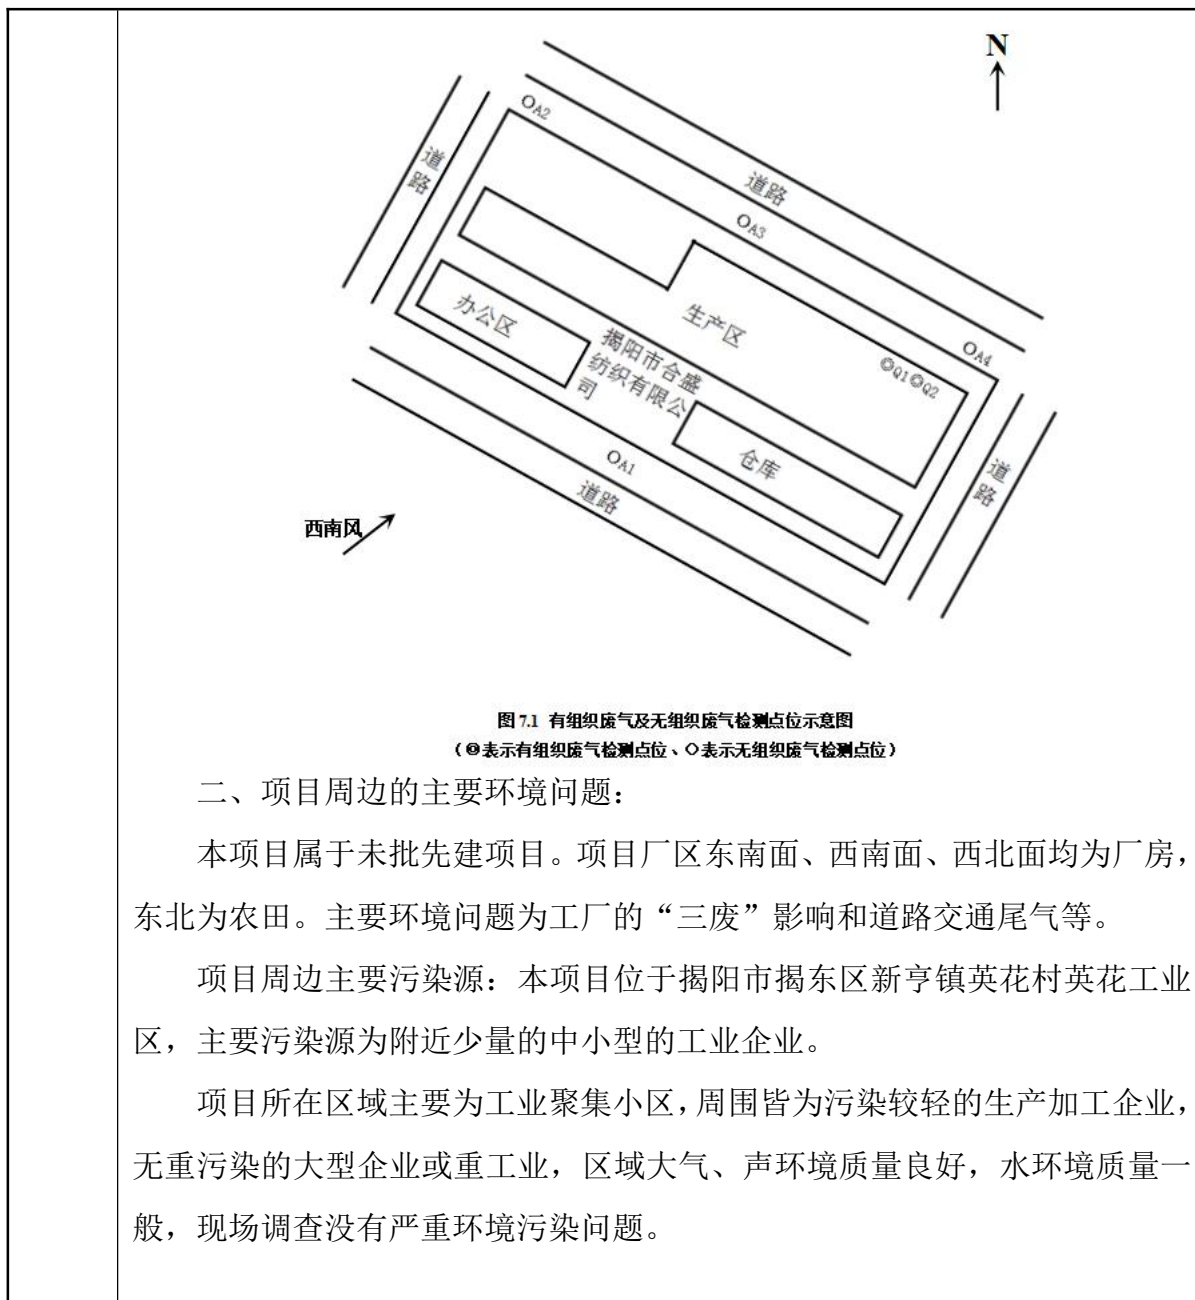 N
A2
道路
道路
A3
生产区
办公区
A4
Q1 Q2
揭阳市合盛
纺织有限公
司
仓库
A1
道路
道路
西南风
图 7.1 有组织废气及无组织废气检测点位示意图
（◎表示有组织废气检测点位、○表示无组织废气检测点位）
二、项目周边的主要环境问题：
本项目属于未批先建项目。项目厂区东南面、西南面、西北面均为厂房，
东北为农田。主要环境问题为工厂的“三废”影响和道路交通尾气等。
项目周边主要污染源：本项目位于揭阳市揭东区新亨镇英花村英花工业
区，主要污染源为附近少量的中小型的工业企业。
项目所在区域主要为工业聚集小区，周围皆为污染较轻的生产加工企业，
无重污染的大型企业或重工业，区域大气、声环境质量良好，水环境质量一
般，现场调查没有严重环境污染问题。